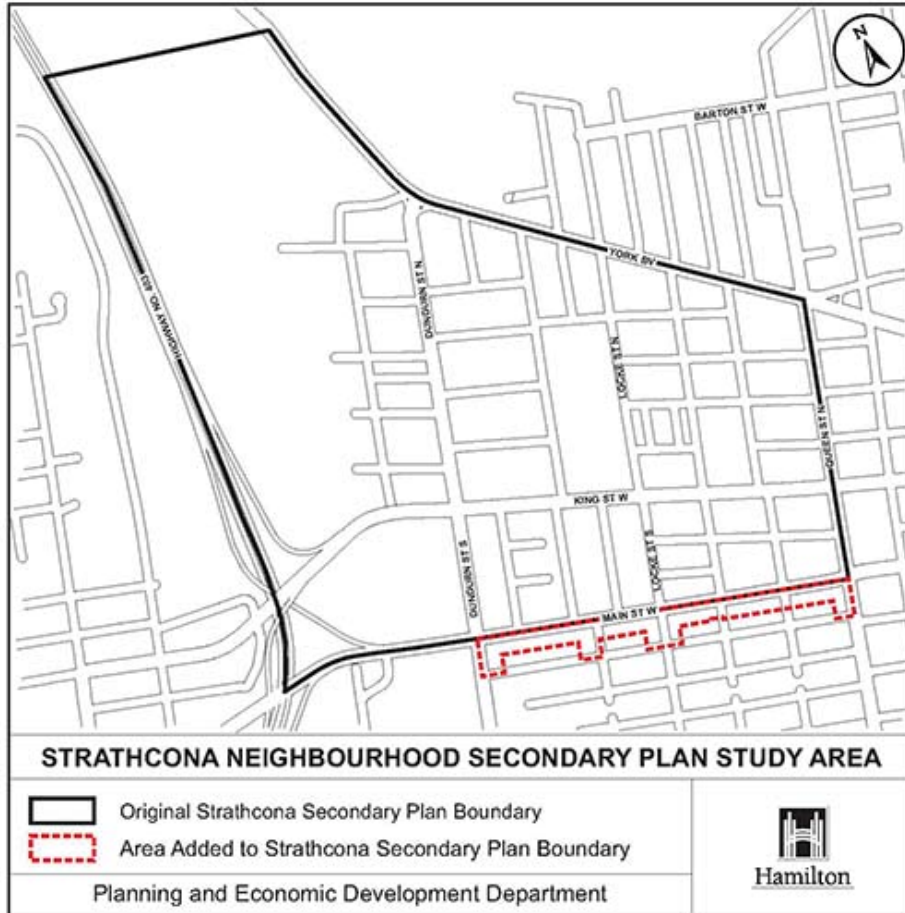 N
BARTON ST W
YORK BV
DUNDURN ST N
HIGHWAY NO. 403
LOCKE ST N
QUEEN ST N
KING ST W
DUNDURN ST S
LOCKE ST S
MAIN ST W
STRATHCONA NEIGHBOURHOOD SECONDARY PLAN STUDY AREA
Original Strathcona Secondary Plan Boundary
Area Added to Strathcona Secondary Plan Boundary
Planning and Economic Development Department
Hamilton